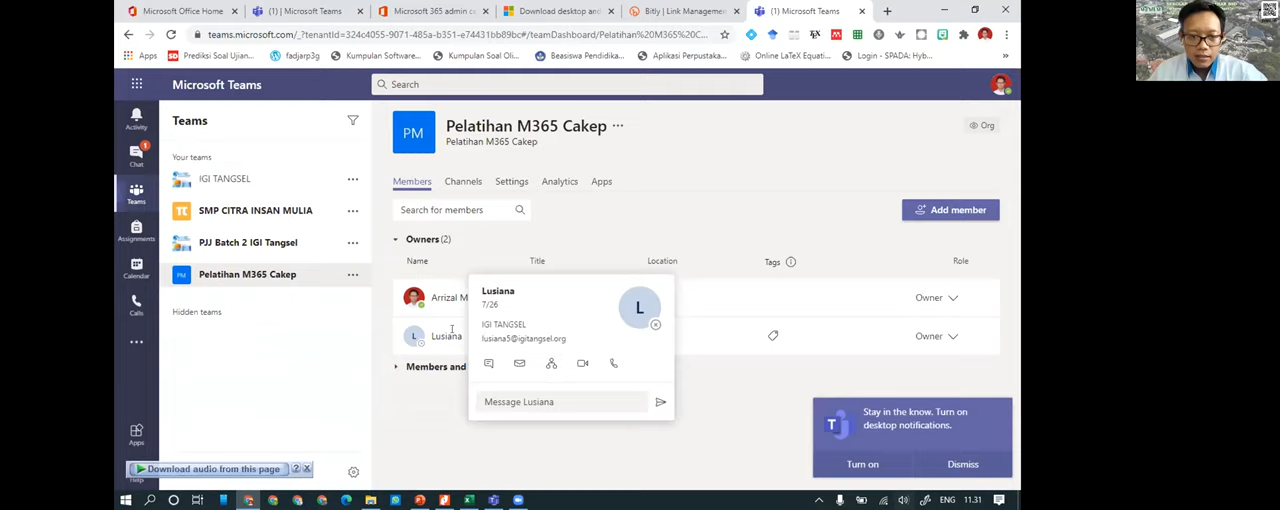 Microsoft Office Home
(1) | Microsoft Teams
Microsoft 365 admin c
Download desktop an
Bitly | Link Managemen
(1) Microsoft Teams
teams.microsoft.com/_?tenantId=324c4055-9071-485a-b351-e74431bb89bc#/teamDashboard/Pelatihan%20M365%20C...
Apps
Prediksi Soal Ujian...
fadjarp3g
Kumpulan Software...
Kumpulan Soal Oli...
Beasiswa Pendidika...
Aplikasi Perpustaka...
Online LaTeX Equati...
Login - SPADA: Hyb...
Microsoft Teams
Search
Activity
Chat
1
Teams
Assignments
Calendar
Calls
Apps
Help
Teams
Your teams
IGI TANGSEL
SMP CITRA INSAN MULIA
PJJ Batch 2 IGI Tangsel
PM
Pelatihan M365 Cakep
Hidden teams
PM
Pelatihan M365 Cakep ...
Pelatihan M365 Cakep
Org
Members
Channels
Settings
Analytics
Apps
Search for members
Add member
Owners (2)
Name
Title
Location
Tags
Role
Arrizal M
Owner
L
Lusiana
Owner
Members and
Lusiana
7/26
IGI TANGSEL
lusiana5@igitangsel.org
L
Message Lusiana
Stay in the know. Turn on
desktop notifications.
Turn on
Dismiss
Download audio from this page
? X
ENG
11.31